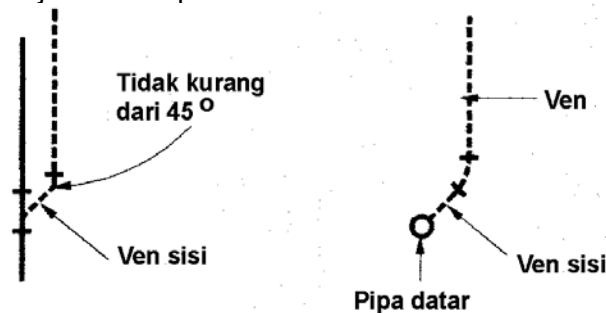 Tidak kurang
dari 45 O
Ven sisi
Ven
Ven sisi
Pipa datar